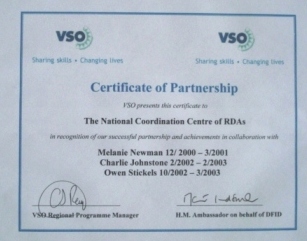 VSO VSO
Sharing skills • Changing lives Sharing skills • Changing lives
Certificate of Partnership
VSO presents this certificate to
The National Coordination Centre of RDAs
in recognition of our successful partnership and achievements in collaboration with
Melanie Newman 12/ 2000 – 3/2001
Charlie Johnstone 2/2002 – 2/2003
Owen Stickels 10/2002 – 3/2003
VSO Regional Programme Manager H.M. Ambassador on behalf of DFID